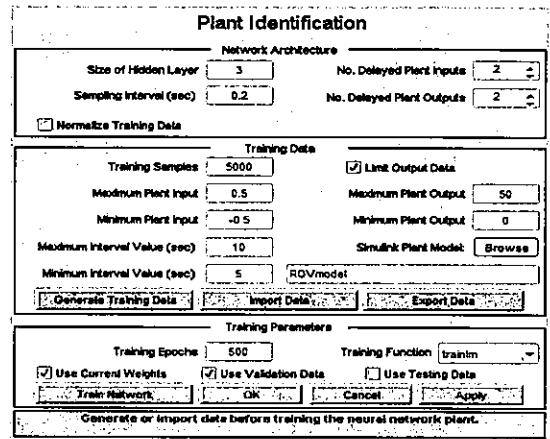 Plant Identification
Network Architecture
Size of Hidden Layer 3 No. Delayed Plant Inputs 2
Sampling Interval (sec) 0.2 No. Delayed Plant Outputs 2
Normalize Training Data
Training Data
Training Samples 5000 Limit Output Data
Maximum Plant Input 0.5 Maximum Plant Output 50
Minimum Plant Input -0.5 Minimum Plant Output 0
Maximum Interval Value (sec) 10 Simulink Plant Model: Browse
Minimum Interval Value (sec) 5 ROVmodel
Generate Training Data Import Data Export Data
Training Parameters
Training Epochs 500 Training Function trainlm
Use Current Weights Use Validation Data Use Testing Data
Train Network OK Cancel Apply
Generate or import data before training the neural network plant.